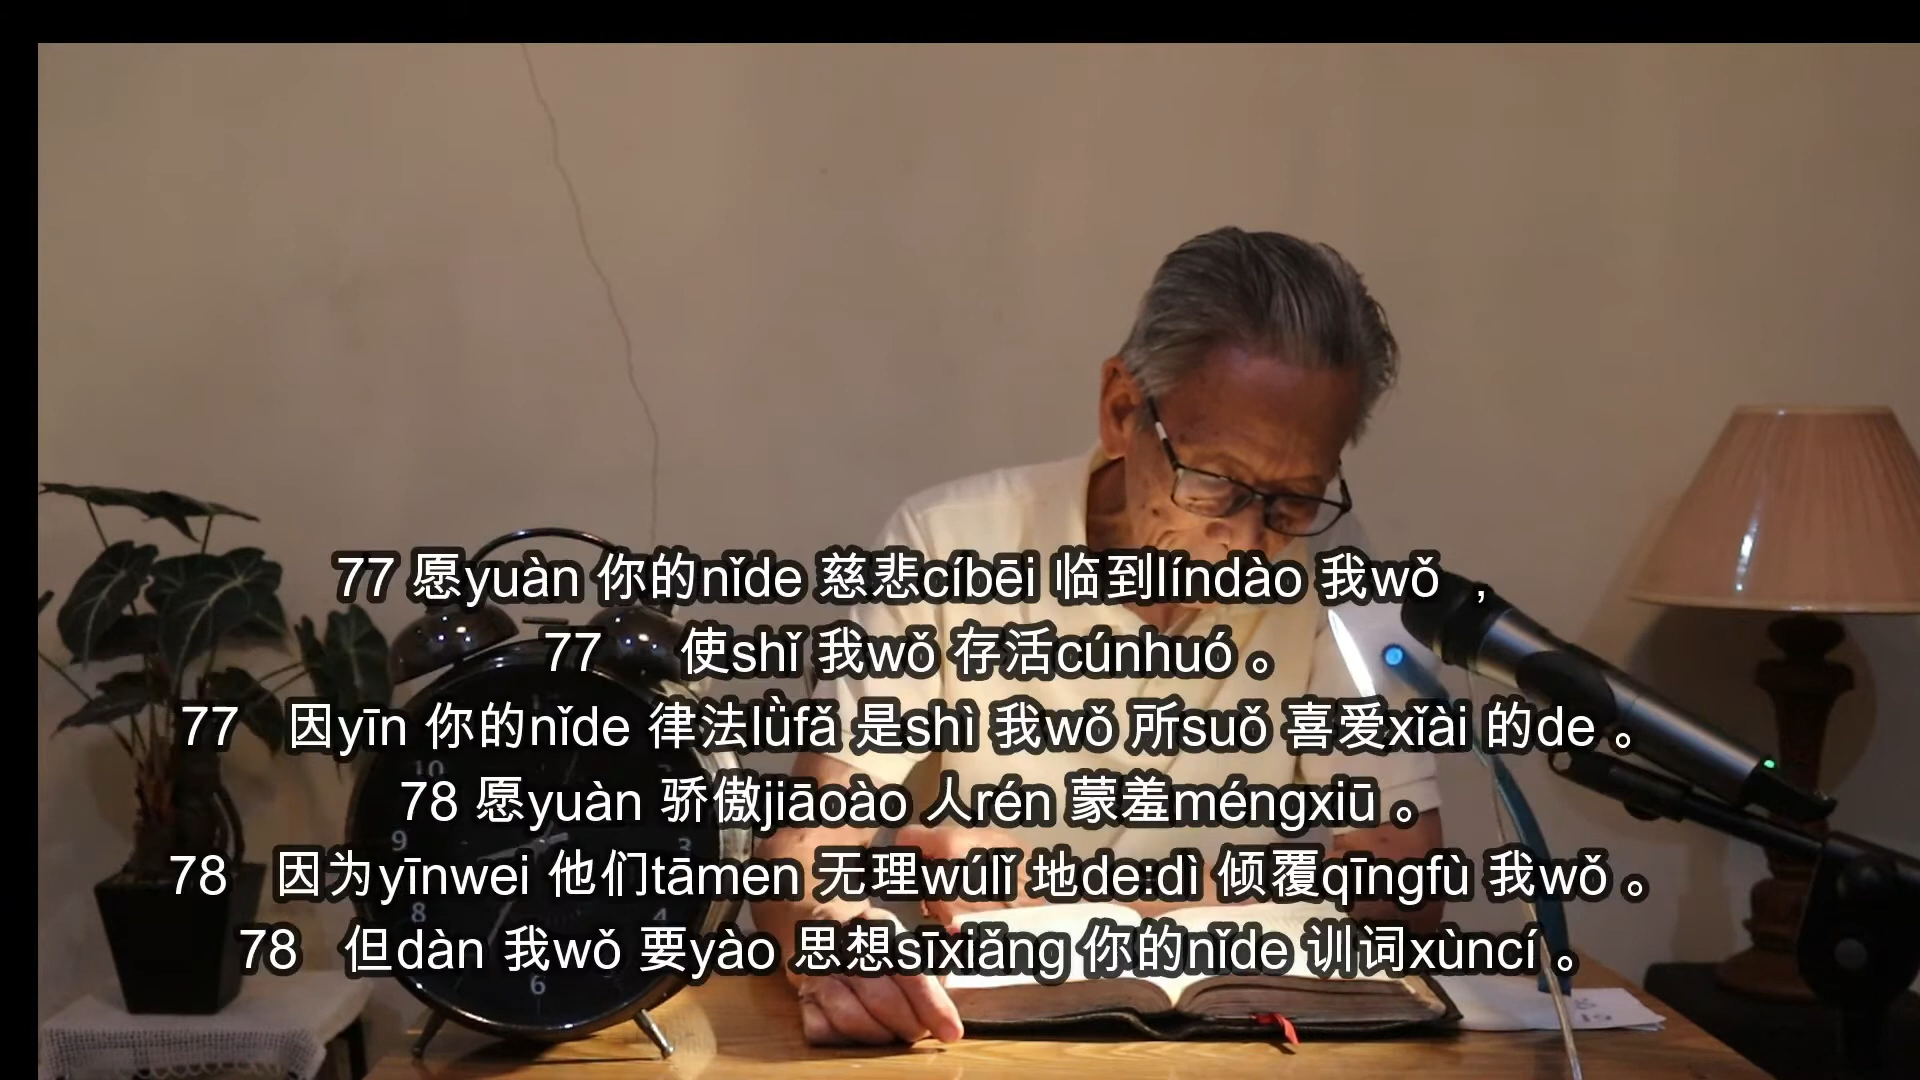 77 愿yuàn 你的nǐde 慈悲cíbēi 临到líndào 我wǒ ，
77 使shǐ 我wǒ 存活cúnhuó 。
77 因yīn 你的nǐde 律法lǜfǎ 是shì 我wǒ 所suǒ 喜爱xǐài 的de 。
78 愿yuàn 骄傲jiāoào 人rén 蒙羞méngxiū 。
78 因为yīnwei 他们tāmen 无理wúlǐ 地de:dì 倾覆qīngfù 我wǒ 。
78 但dàn 我wǒ 要yào 思想sīxiǎng 你的nǐde 训词xùncí 。
10
9
3
8
4
6